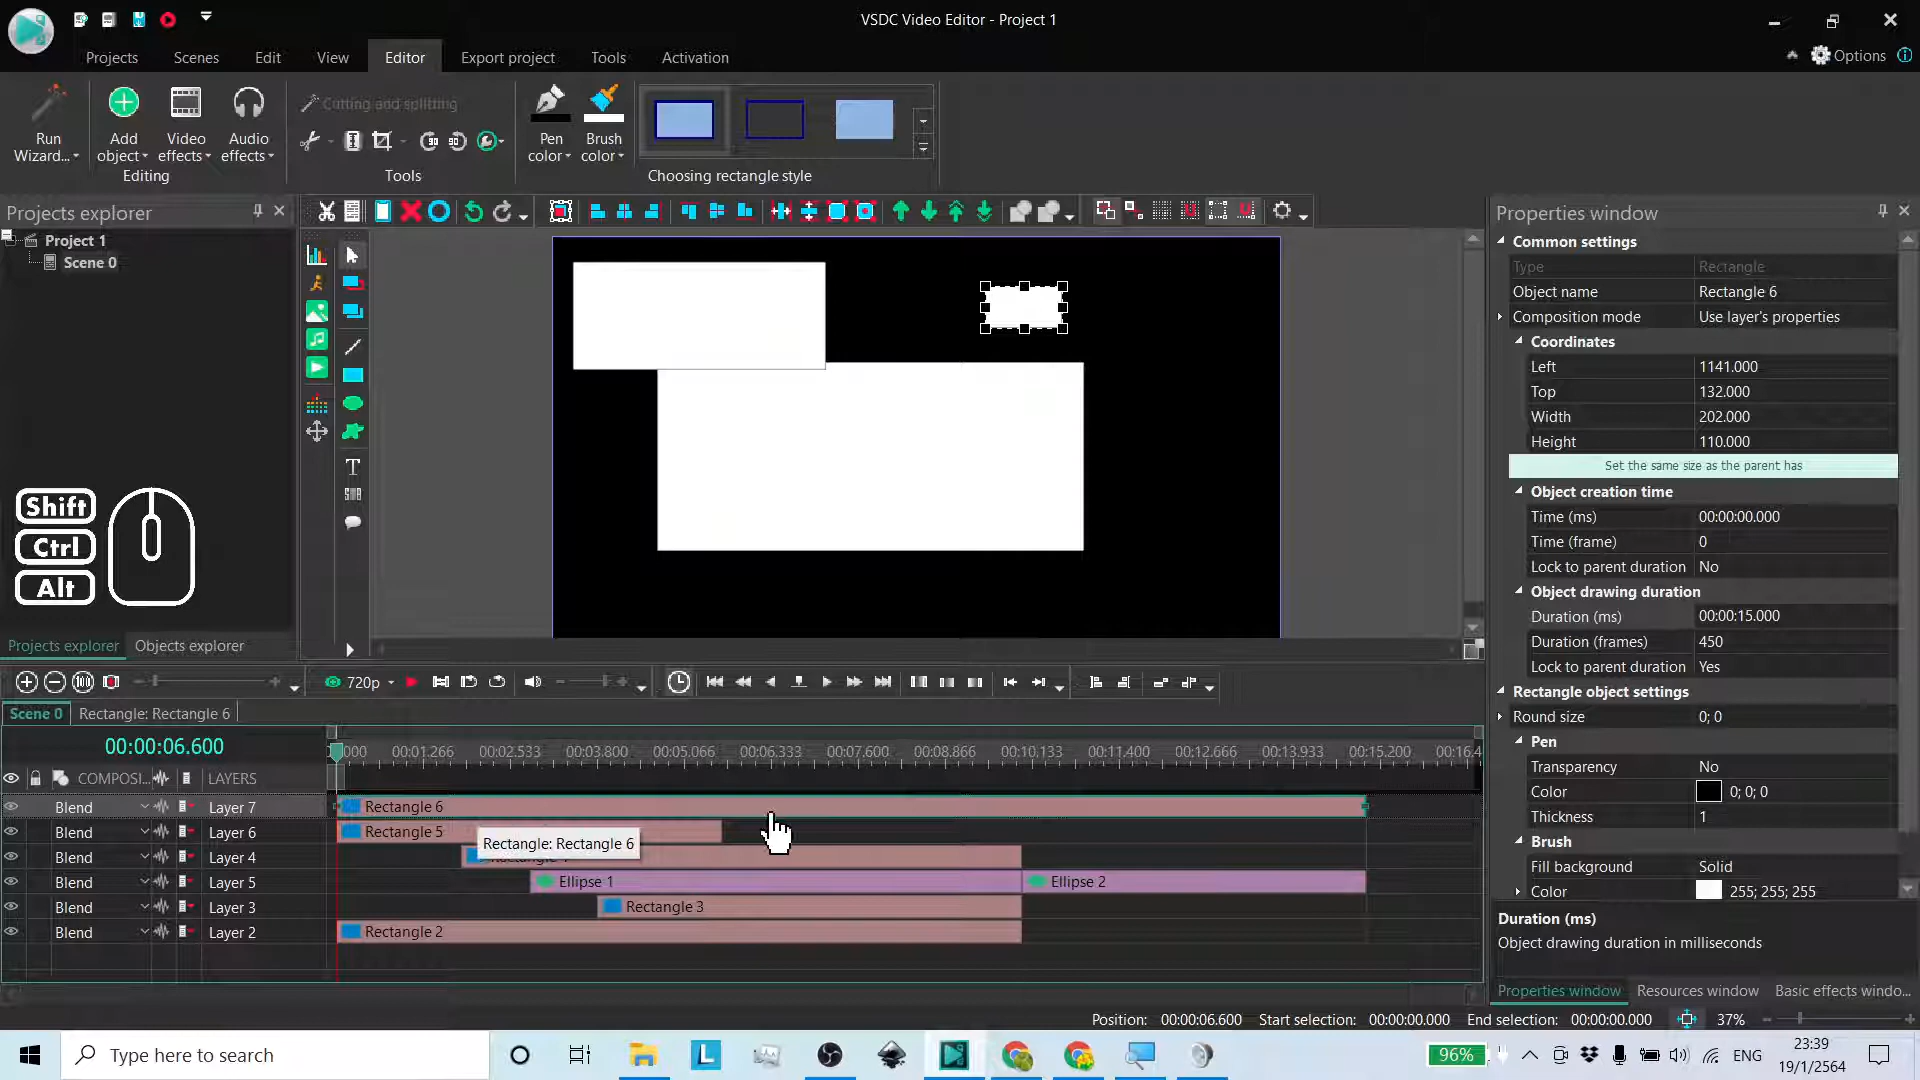 VSDC Video Editor - Project 1
Projects
Scenes
Edit
View
Editor
Export project
Tools
Activation
Options
Run
Wizard...
Add
object
Video
effects
Audio
effects
Editing
Cutting and splitting
Tools
Pen
color
Brush
color
Choosing rectangle style
Projects explorer
Project 1
Scene 0
Shift
Ctrl
Alt
Projects explorer
Objects explorer
Properties window
Common settings
Type Rectangle
Object name Rectangle 6
Composition mode Use layer's properties
Coordinates
Left 1141.000
Top 132.000
Width 202.000
Height 110.000
Set the same size as the parent has
Object creation time
Time (ms) 00:00:00.000
Time (frame) 0
Lock to parent duration No
Object drawing duration
Duration (ms) 00:00:15.000
Duration (frames) 450
Lock to parent duration Yes
Rectangle object settings
Round size 0; 0
Pen
Transparency No
Color 0; 0; 0
Thickness 1
Brush
Fill background Solid
Color 255; 255; 255
Duration (ms)
Object drawing duration in milliseconds
Properties window
Resources window
Basic effects windo...
720p
Scene 0
Rectangle: Rectangle 6
00:00:06.600
000 00:01.266 00:02.533 00:03.800 00:05.066 00:06.333 00:07.600 00:08.866 00:10.133 00:11.400 00:12.666 00:13.933 00:15.200 00:16.4
COMPOSI... LAYERS
Blend Layer 7 Rectangle 6
Blend Layer 6 Rectangle 5
Rectangle: Rectangle 6
Blend Layer 4
Blend Layer 5 Ellipse 1 Ellipse 2
Blend Layer 3 Rectangle 3
Blend Layer 2 Rectangle 2
Position: 00:00:06.600 Start selection: 00:00:00.000 End selection: 00:00:00.000 37%
Type here to search
96%
ENG
23:39
19/1/2564